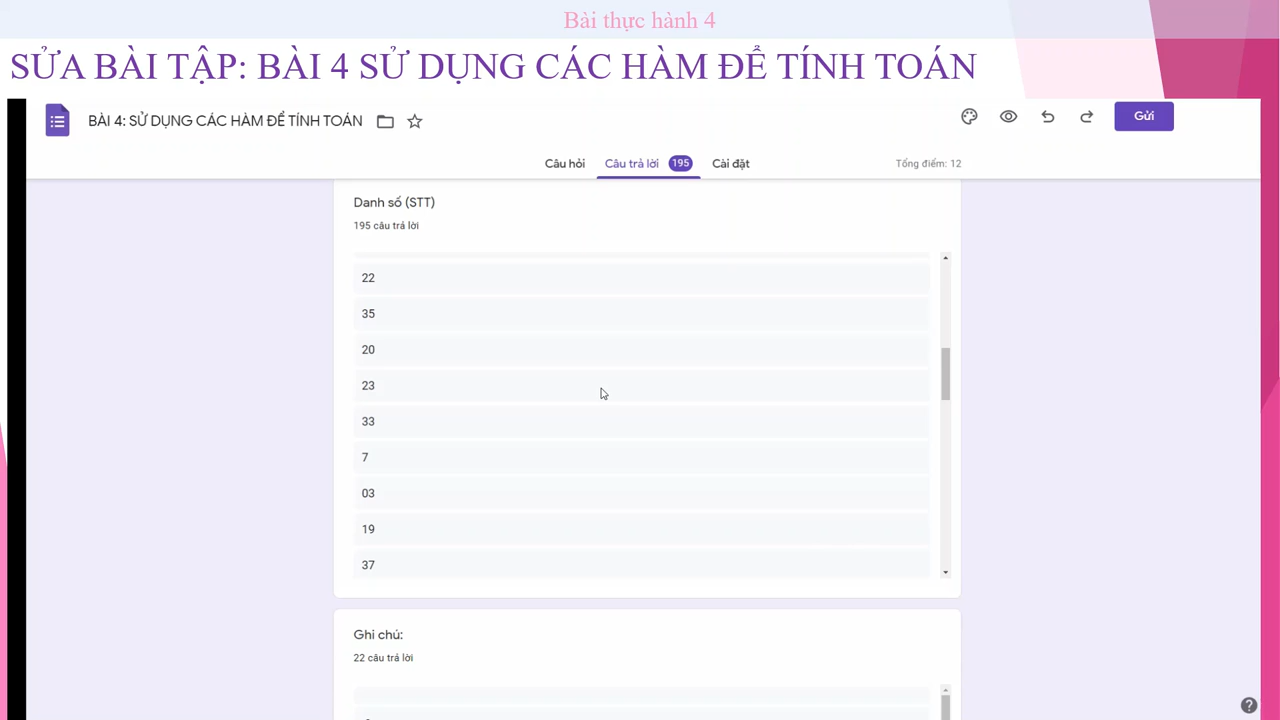 Bài thực hành 4
SỬA BÀI TẬP: BÀI 4 SỬ DỤNG CÁC HÀM ĐỂ TÍNH TOÁN
BÀI 4: SỬ DỤNG CÁC HÀM ĐỂ TÍNH TOÁN
Gửi
Câu hỏi Câu trả lời 195 Cài đặt Tổng điểm: 12
Danh số (STT)
195 câu trả lời
22
35
20
23
33
7
03
19
37
Ghi chú:
22 câu trả lời